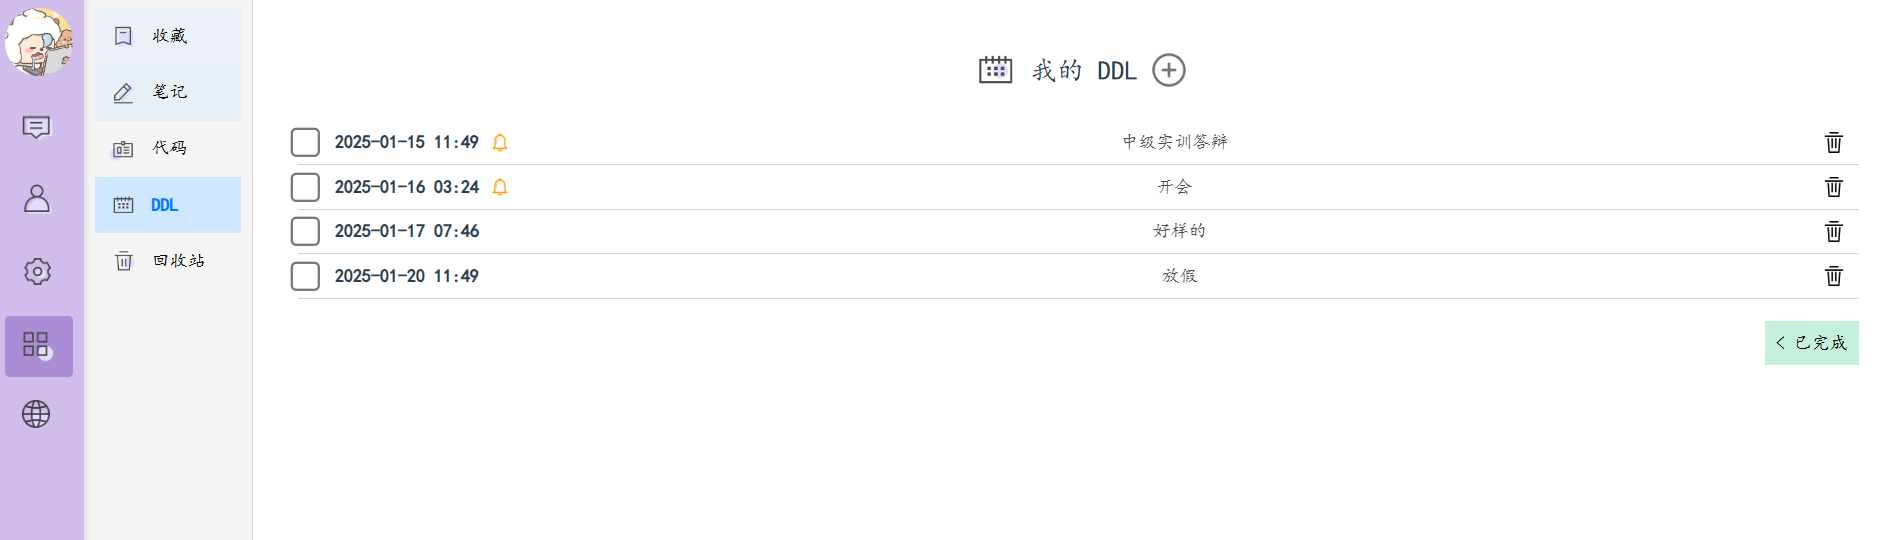 收藏
笔记
代码
DDL
回收站
我的 DDL
2025-01-15 11:49 中级实训答辩
2025-01-16 03:24 开会
2025-01-17 07:46 好样的
2025-01-20 11:49 放假
< 已完成